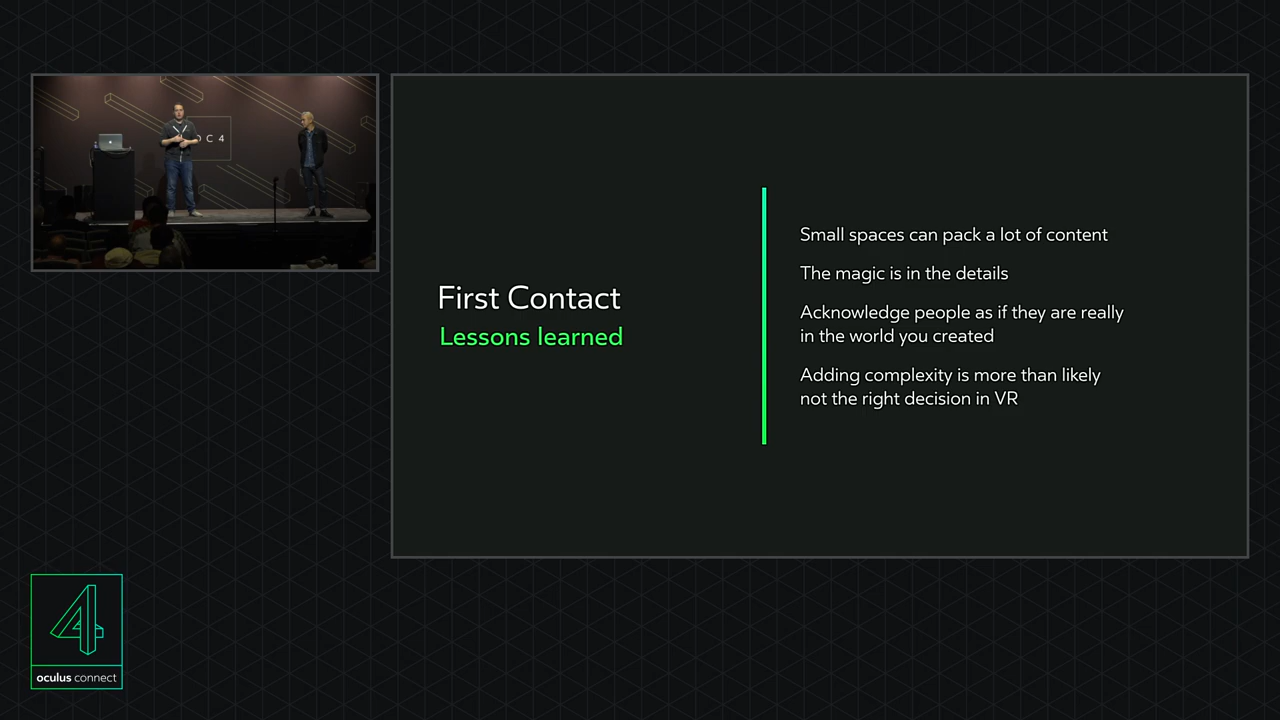 OC4
First Contact
Lessons learned
Small spaces can pack a lot of content
The magic is in the details
Acknowledge people as if they are really
in the world you created
Adding complexity is more than likely
not the right decision in VR
4
oculus connect